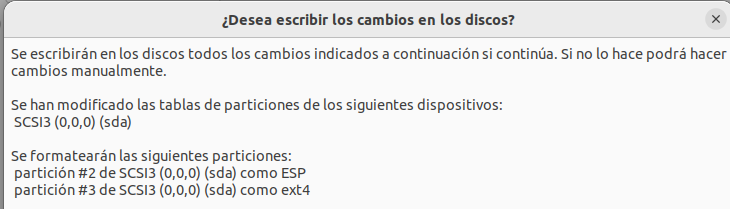 ¿Desea escribir los cambios en los discos?
Se escribirán en los discos todos los cambios indicados a continuación si continúa. Si no lo hace podrá hacer
cambios manualmente.
Se han modificado las tablas de particiones de los siguientes dispositivos:
SCSI3 (0,0,0) (sda)
Se formatearán las siguientes particiones:
partición #2 de SCSI3 (0,0,0) (sda) como ESP
partición #3 de SCSI3 (0,0,0) (sda) como ext4